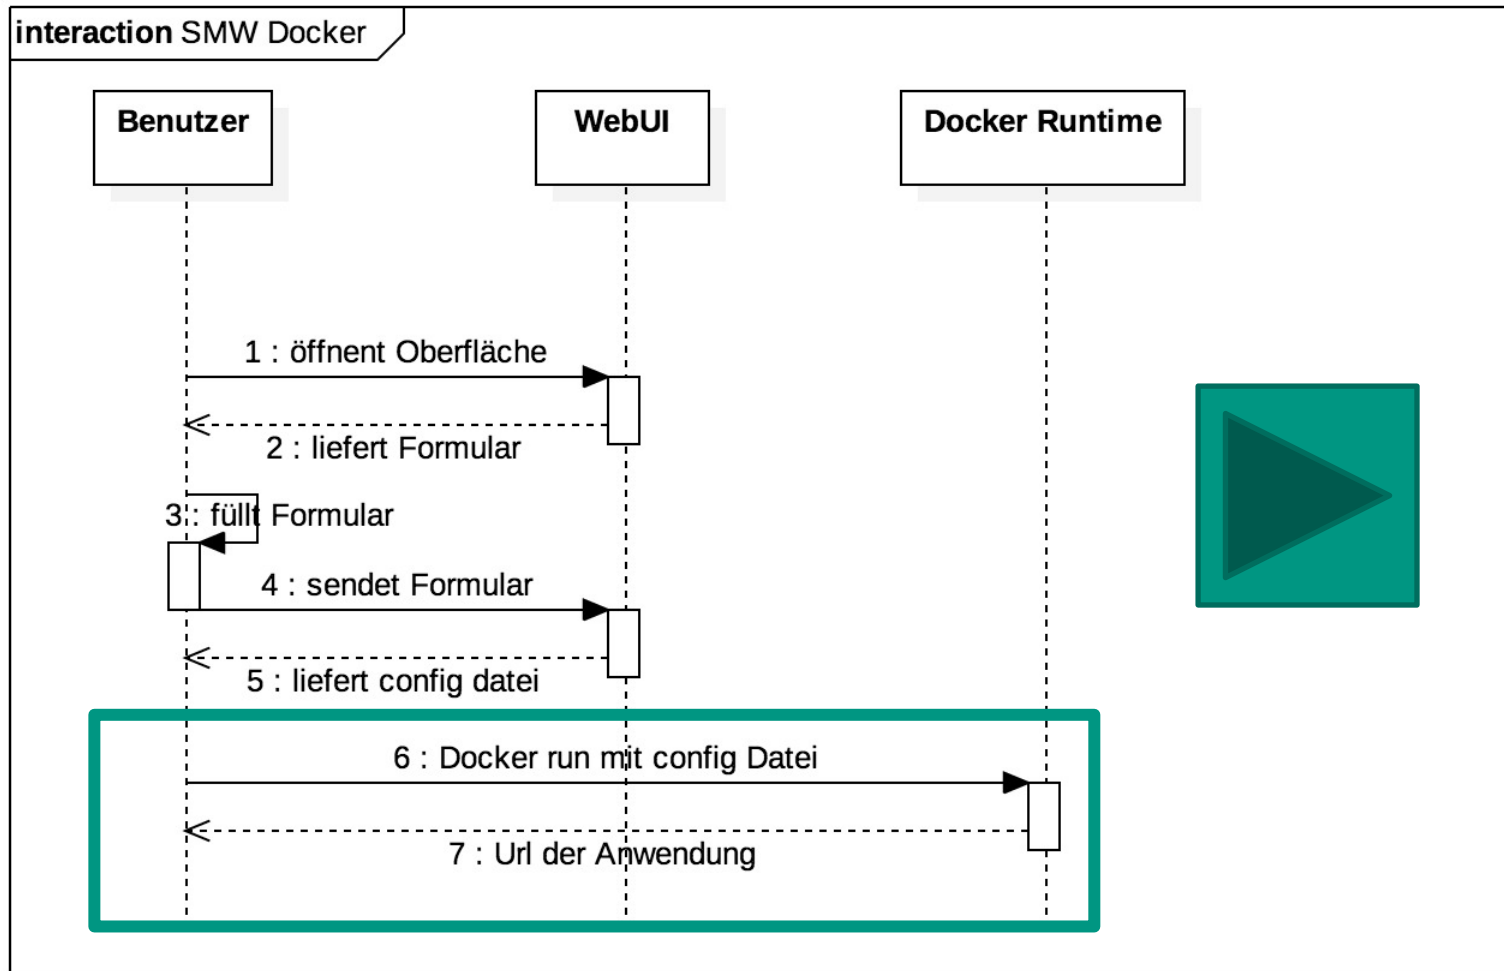 interaction SMW Docker
Benutzer
WebUI
Docker Runtime
1 : öffnent Oberfläche
2 : liefert Formular
3 : füllt Formular
4 : sendet Formular
5 : liefert config datei
6 : Docker run mit config Datei
7 : Url der Anwendung